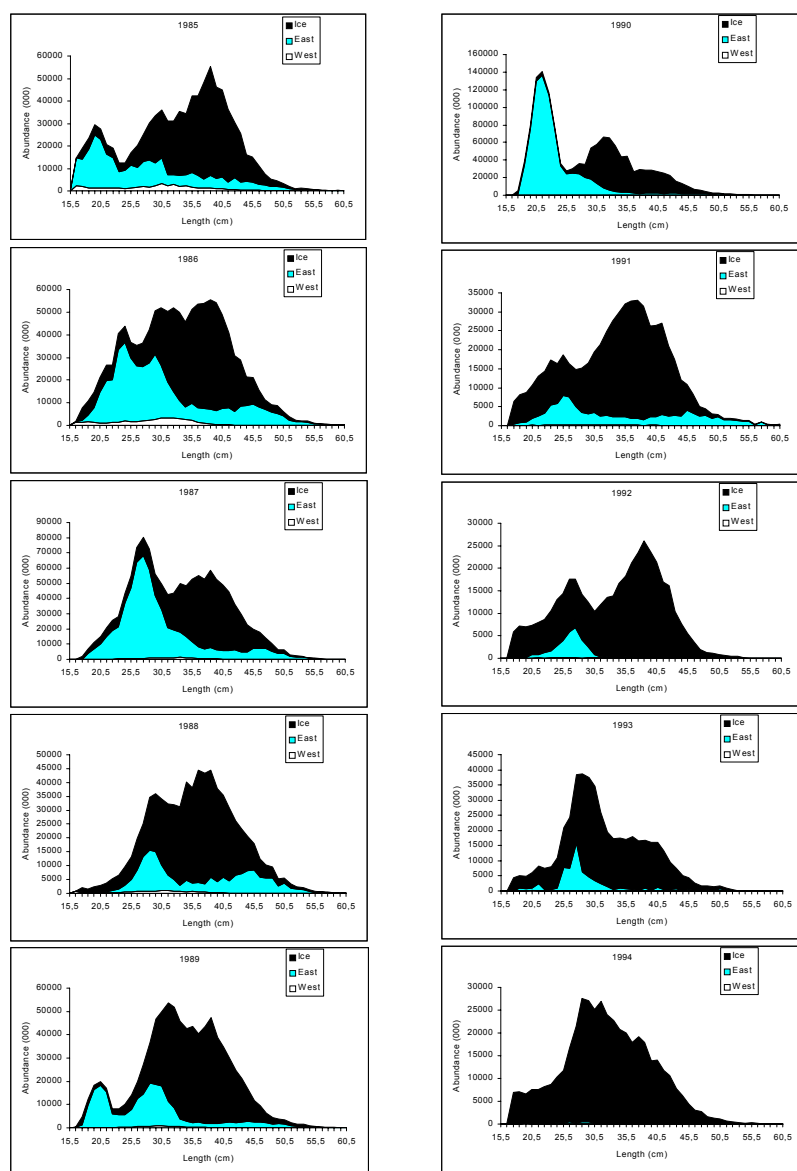 1985
Ice
East
West
Abundance (000)
60000
50000
40000
30000
20000
10000
0
15,5 20,5 25,5 30,5 35,5 40,5 45,5 50,5 55,5 60,5
Length (cm)
1986
Ice
East
West
Abundance (000)
60000
50000
40000
30000
20000
10000
0
15,5 20,5 25,5 30,5 35,5 40,5 45,5 50,5 55,5 60,5
Length (cm)
1987
Ice
East
West
Abundance (000)
90000
80000
70000
60000
50000
40000
30000
20000
10000
0
15,5 20,5 25,5 30,5 35,5 40,5 45,5 50,5 55,5 60,5
Length (cm)
1988
Ice
East
West
Abundance (000)
50000
45000
40000
35000
30000
25000
20000
15000
10000
5000
0
15,5 20,5 25,5 30,5 35,5 40,5 45,5 50,5 55,5 60,5
Length (cm)
1989
Ice
East
West
Abundance (000)
60000
50000
40000
30000
20000
10000
0
15,5 20,5 25,5 30,5 35,5 40,5 45,5 50,5 55,5 60,5
Length (cm)
1990
Ice
East
West
Abundance (000)
160000
140000
120000
100000
80000
60000
40000
20000
0
15,5 20,5 25,5 30,5 35,5 40,5 45,5 50,5 55,5 60,5
Length (cm)
1991
Ice
East
West
Abundance (000)
35000
30000
25000
20000
15000
10000
5000
0
15,5 20,5 25,5 30,5 35,5 40,5 45,5 50,5 55,5 60,5
Length (cm)
1992
Ice
East
West
Abundance (000)
30000
25000
20000
15000
10000
5000
0
15,5 20,5 25,5 30,5 35,5 40,5 45,5 50,5 55,5 60,5
Length (cm)
1993
Ice
East
West
Abundance (000)
45000
40000
35000
30000
25000
20000
15000
10000
5000
0
15,5 20,5 25,5 30,5 35,5 40,5 45,5 50,5 55,5 60,5
Length (cm)
1994
Ice
East
West
Abundance (000)
30000
25000
20000
15000
10000
5000
0
15,5 20,5 25,5 30,5 35,5 40,5 45,5 50,5 55,5 60,5
Length (cm)